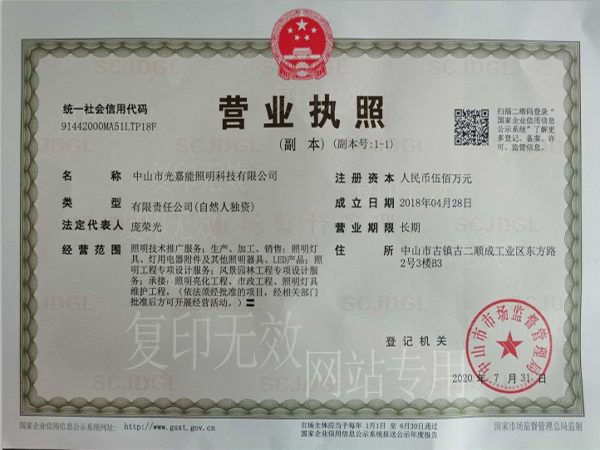 统一社会信用代码
91442000MA51LTP18F
营业执照
(副 本)(副本号:1-1)
扫描二维码登录“
国家企业信用信息
公示系统”了解更
多登记、备案、许
可、监管信息。
名 称 中山市光嘉能照明科技有限公司
类 型 有限责任公司(自然人独资)
法定代表人 庞荣光
经营范围 照明技术推广服务;生产、加工、销售:照明灯
具、灯用电器附件及其他照明器具、LED产品;照
明工程专项设计服务;风景园林工程专项设计服
务;承接:照明亮化工程、市政工程、照明灯具
维护工程。(依法须经批准的项目,经相关部门
批准后方可开展经营活动。)〓
注册资本 人民币伍佰万元
成立日期 2018年04月28日
营业期限 长期
住 所 中山市古镇古二顺成工业区东方路
2号3楼B3
复印无效
网站专用
登记机关
中山市市场监督管理局
2020 年 7 月 31 日
国家企业信用信息公示系统网址: http://www.gsxt.gov.cn
市场主体应当于每年 1月1日 至 6月30日通过
国家企业信用信息公示系统报送公示年度报告
国家市场监督管理总局监制
SCJDGL